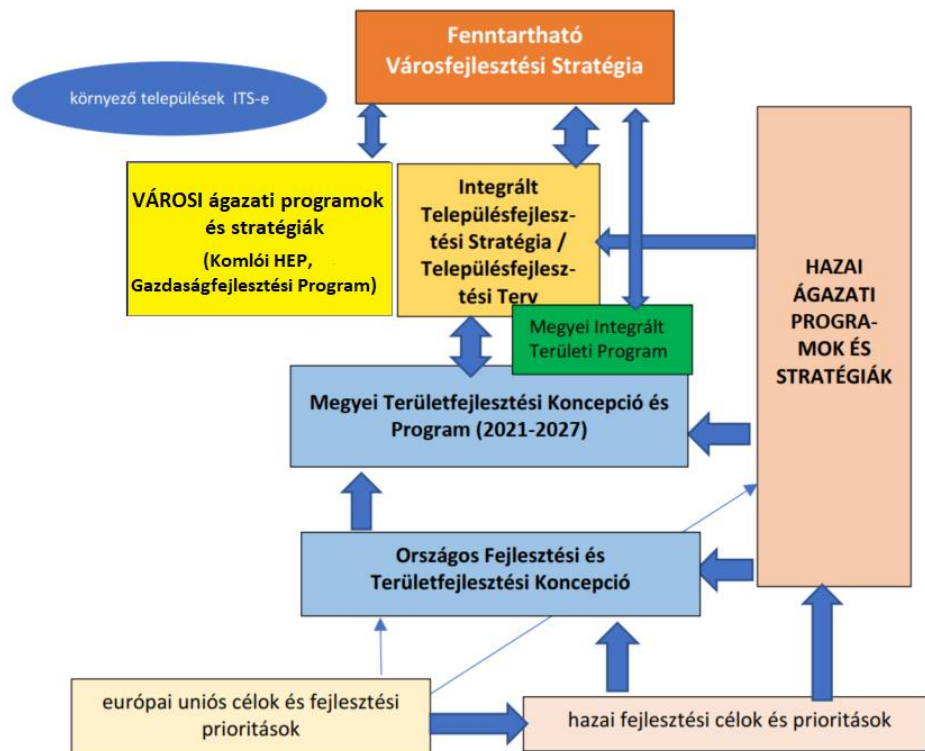 Fenntartható
Városfejlesztési Stratégia
környező települések ITS-e
VÁROSI ágazati programok
és stratégiák
(Komlói HEP,
Gazdaságfejlesztési Program)
Integrált
Településfejlesz-
tési Stratégia /
Településfejlesz-
tési Terv
Megyei Integrált
Területi Program
HAZAI
ÁGAZATI
PROGRA-
MOK ÉS
STRATÉGIÁK
Megyei Területfejlesztési Koncepció és
Program (2021-2027)
Országos Fejlesztési és
Területfejlesztési Koncepció
európai uniós célok és fejlesztési
prioritások
hazai fejlesztési célok és prioritások